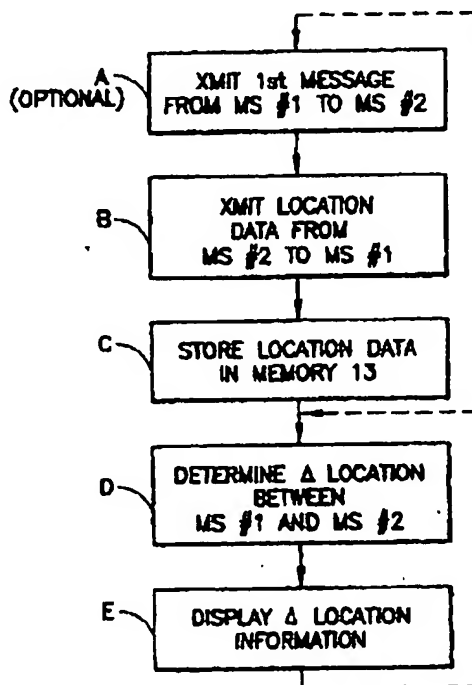 A
(OPTIONAL)
XMIT 1st MESSAGE
FROM MS #1 TO MS #2
B
XMIT LOCATION
DATA FROM
MS #2 TO MS #1
C
STORE LOCATION DATA
IN MEMORY 13
D
DETERMINE Δ LOCATION
BETWEEN
MS #1 AND MS #2
E
DISPLAY Δ LOCATION
INFORMATION